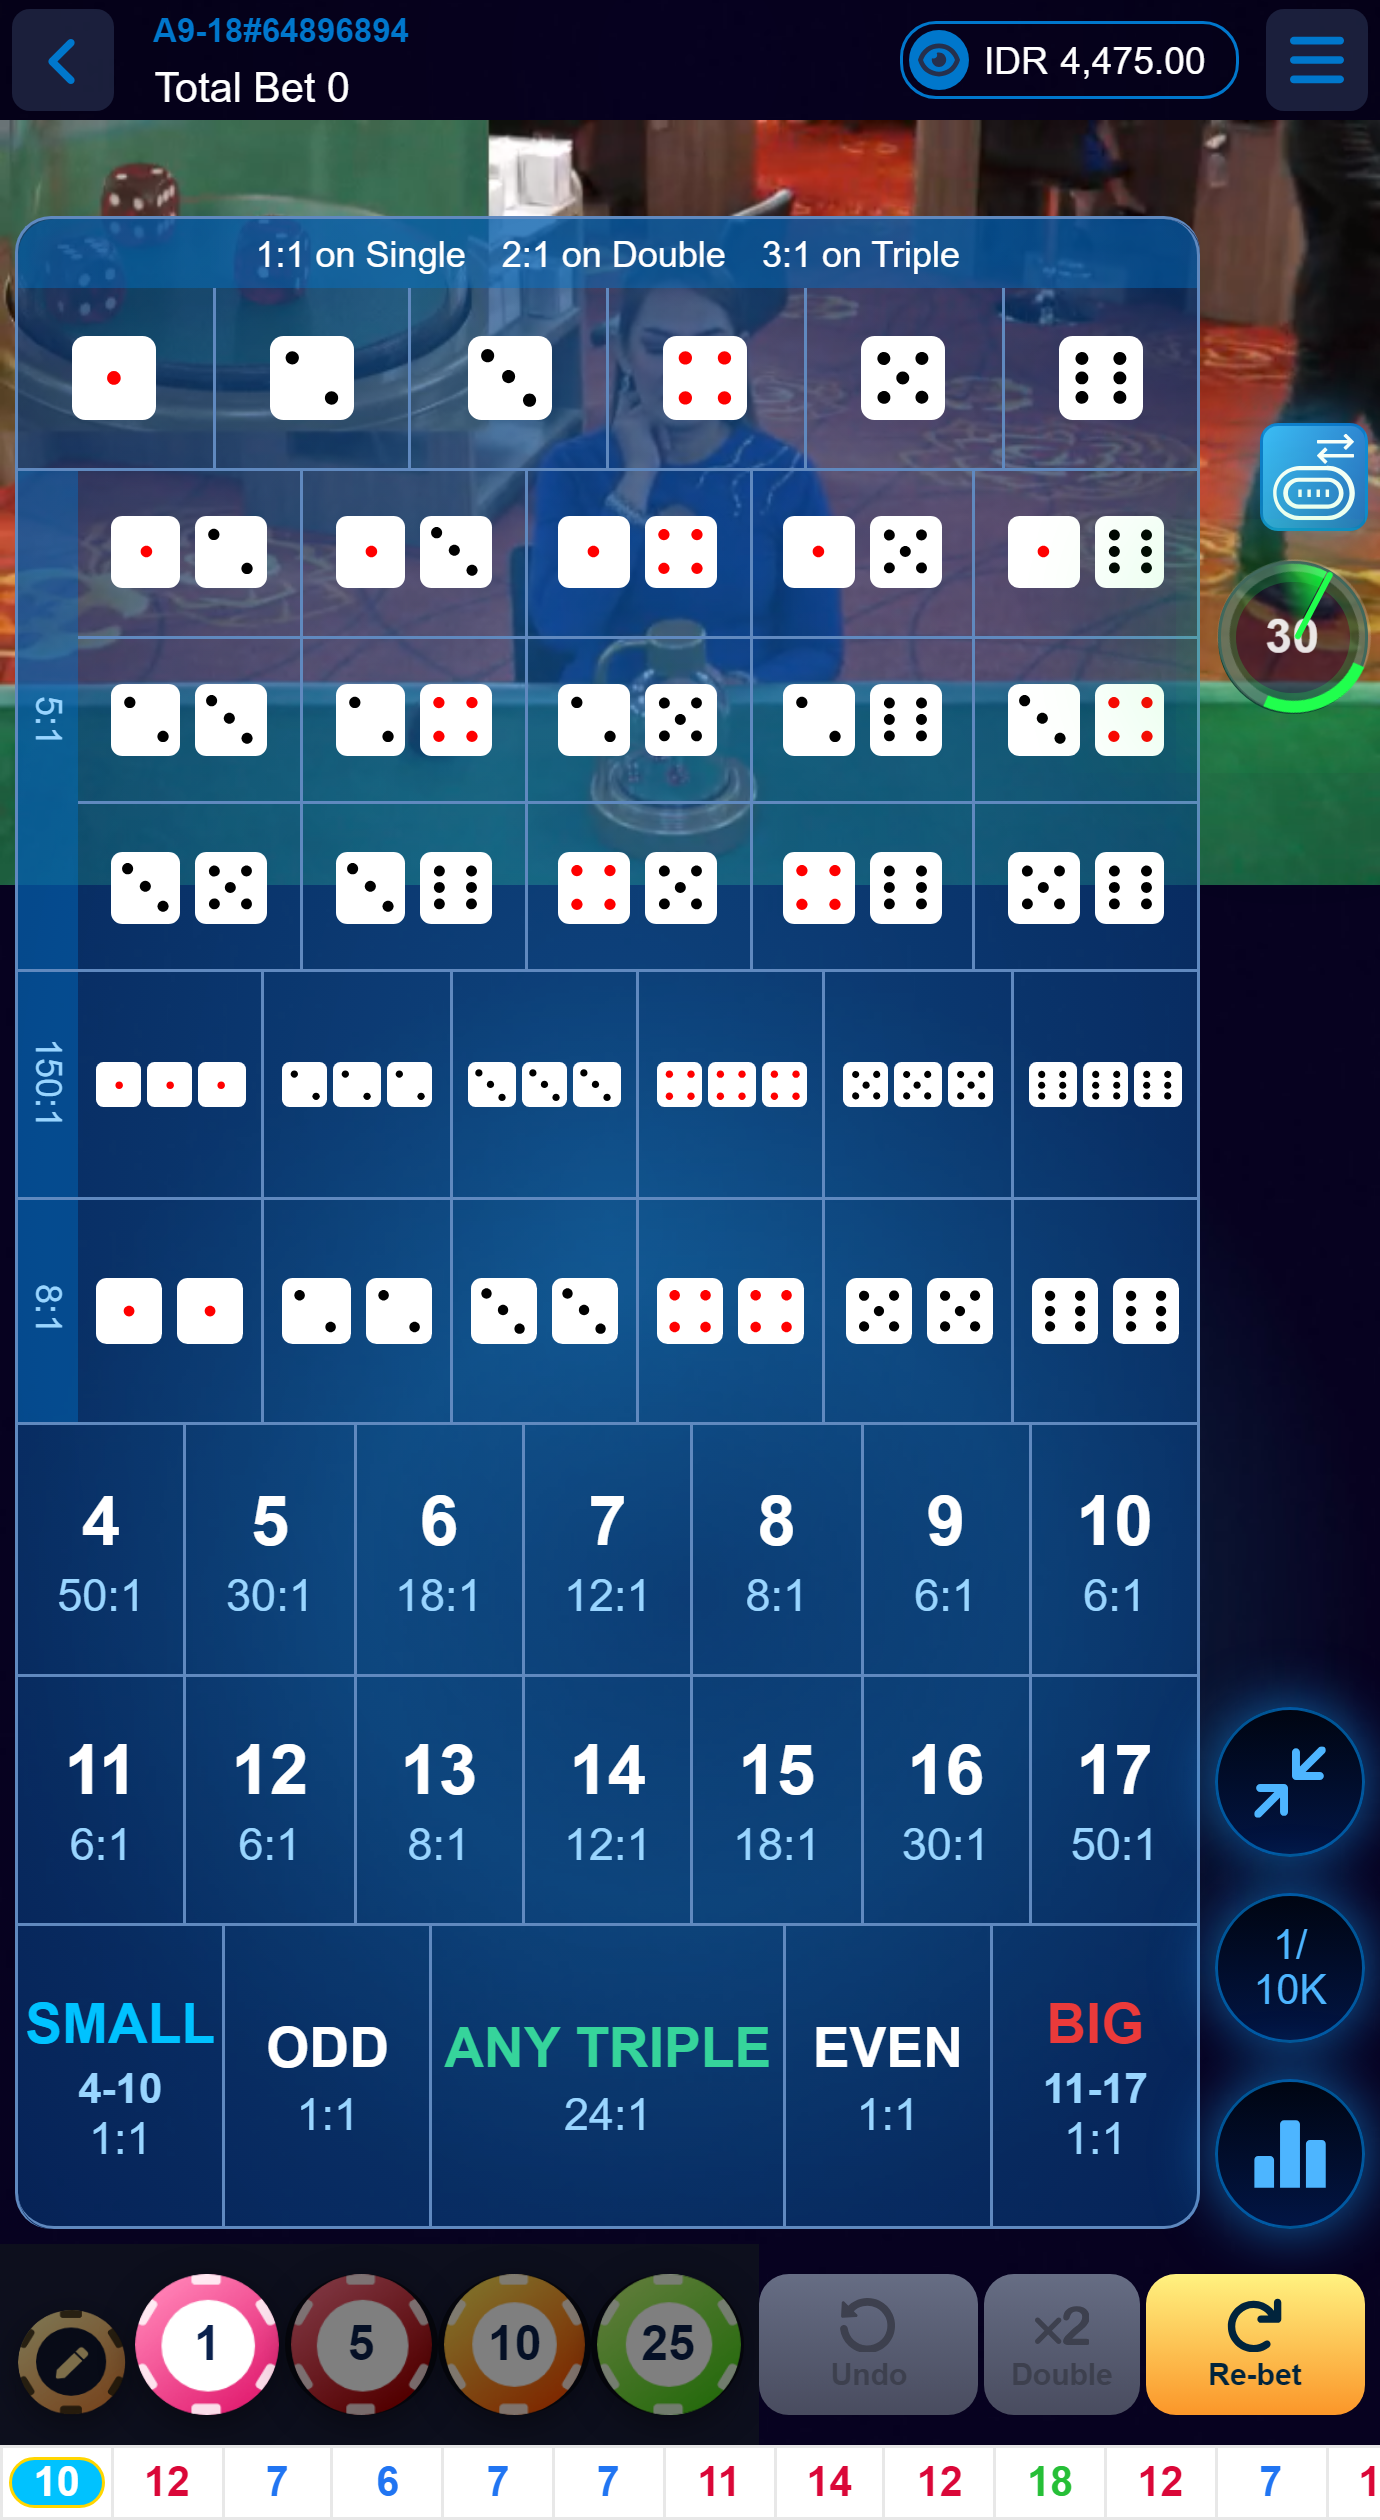 A9-18#64896894
Total Bet 0
IDR 4,475.00
1:1 on Single 2:1 on Double 3:1 on Triple
30
5:1
150:1
8:1
4 5 6 7 8 9 10
50:1 30:1 18:1 12:1 8:1 6:1 6:1
11 12 13 14 15 16 17
6:1 6:1 8:1 12:1 18:1 30:1 50:1
SMALL
4-10
1:1
ODD
1:1
ANY TRIPLE
24:1
EVEN
1:1
BIG
11-17
1:1
1/
10K
1 5 10 25
Undo
x2
Double
Re-bet
10 12 7 6 7 7 11 14 12 18 12 7